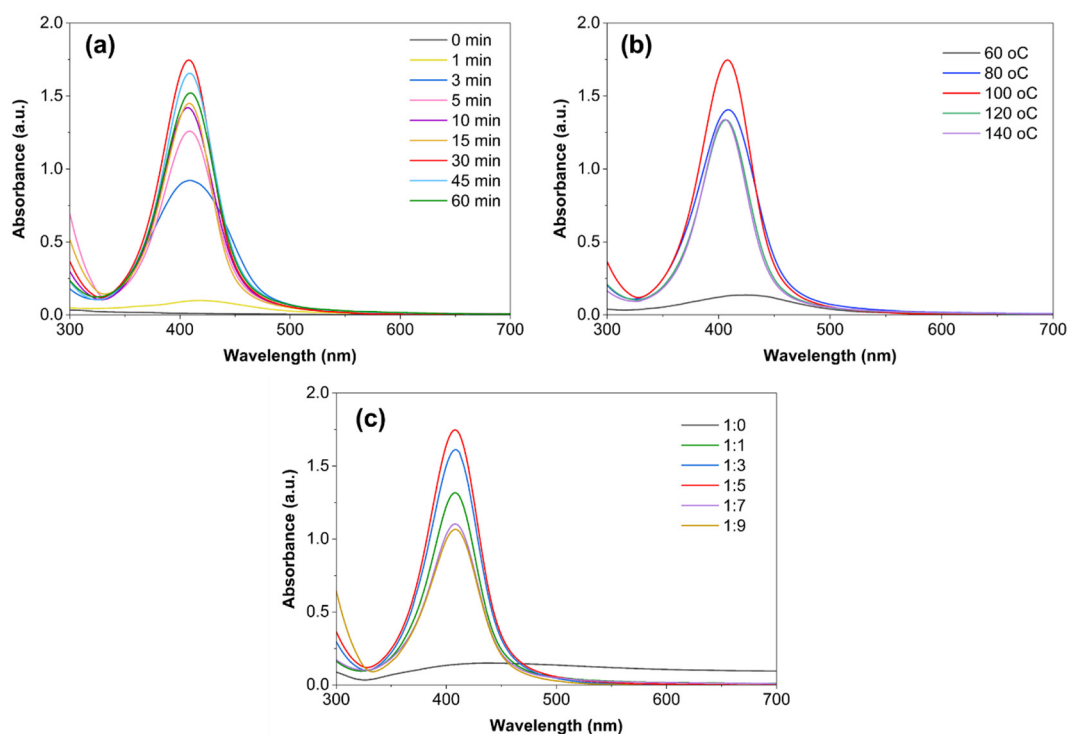 (a)
2.0
1.5
1.0
0.5
0.0
Absorbance (a.u.)
0 min
1 min
3 min
5 min
10 min
15 min
30 min
45 min
60 min
300 400 500 600 700
Wavelength (nm)
(b)
2.0
1.5
1.0
0.5
0.0
Absorbance (a.u.)
60 oC
80 oC
100 oC
120 oC
140 oC
300 400 500 600 700
Wavelength (nm)
(c)
2.0
1.5
1.0
0.5
0.0
Absorbance (a.u.)
1:0
1:1
1:3
1:5
1:7
1:9
300 400 500 600 700
Wavelength (nm)